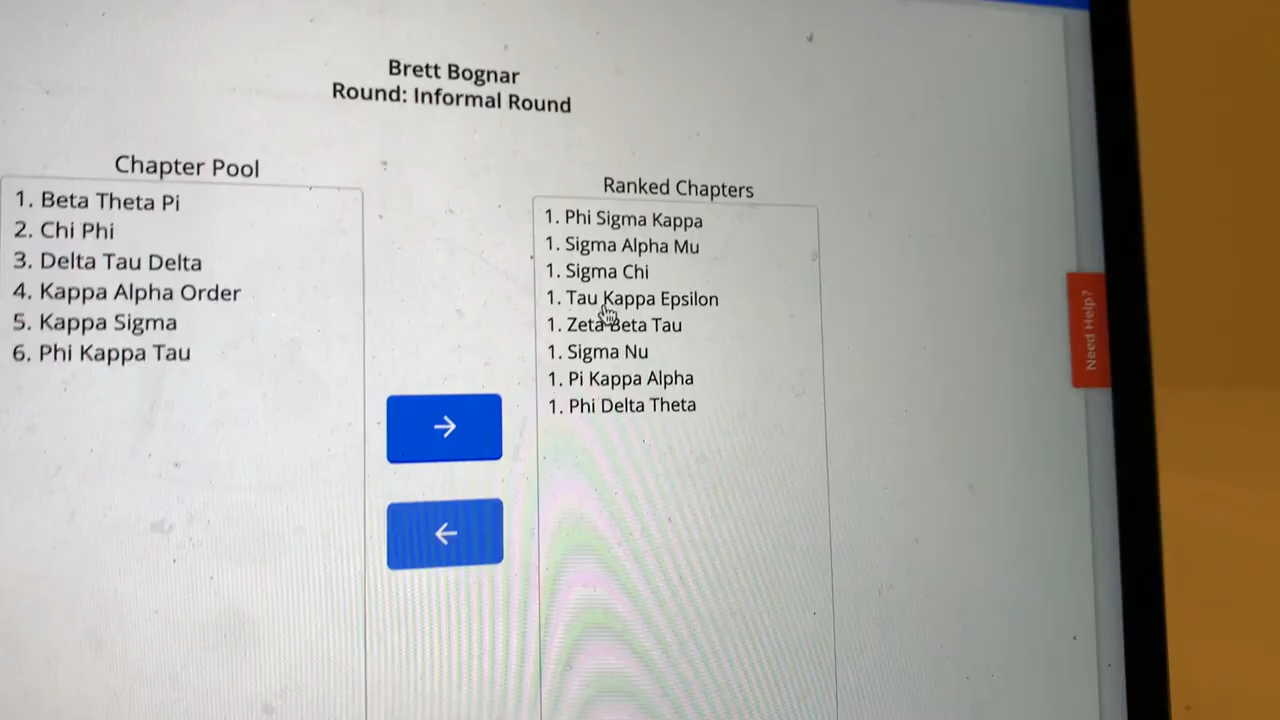 Brett Bognar
Round: Informal Round
Chapter Pool
1. Beta Theta Pi
2. Chi Phi
3. Delta Tau Delta
4. Kappa Alpha Order
5. Kappa Sigma
6. Phi Kappa Tau
Ranked Chapters
1. Phi Sigma Kappa
1. Sigma Alpha Mu
1. Sigma Chi
1. Tau Kappa Epsilon
1. Zeta Beta Tau
1. Sigma Nu
1. Pi Kappa Alpha
1. Phi Delta Theta
Need Help?